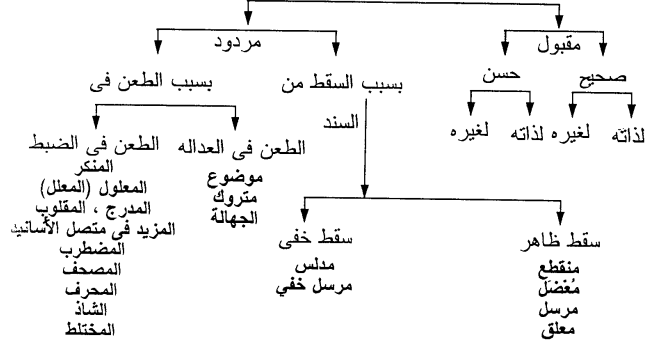 مقبول
مردود
صحيح
حسن
بسبب السقط من
السند
بسبب الطعن فى
لذاته
لغيره
لذاته
لغيره
الطعن فى العداله
موضوع
متروك
الجهالة
الطعن فى الضبط
المنكر
المعلول (المعلل)
المدرج ، المقلوب
المزيد فى متصل الأسانيد
المضطرب
المصحف
المحرف
الشاذ
المختلط
سقط ظاهر
منقطع
مُعْضَل
مرسل
معلق
سقط خفى
مدلس
مرسل خفي